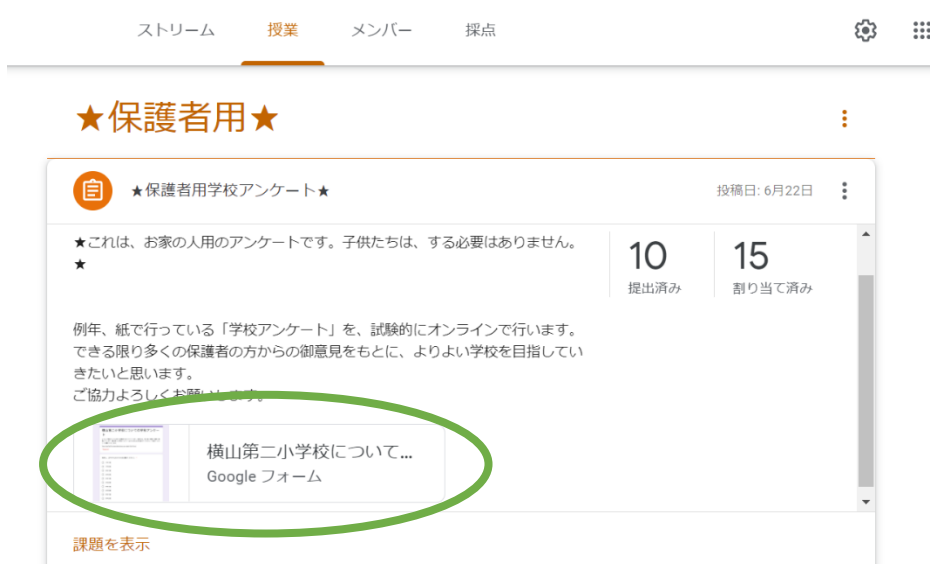 ストリーム 授業 メンバー 採点
★保護者用★
★保護者用学校アンケート★ 投稿日: 6月22日
★これは、お家の人用のアンケートです。子供たちは、する必要はありません。
★
10 15
提出済み 割り当て済み
例年、紙で行っている「学校アンケート」を、試験的にオンラインで行います。
できる限り多くの保護者の方からの御意見をもとに、よりよい学校を目指してい
きたいと思います。
ご協力よろしくお願いします。
横山第二小学校について...
Google フォーム
課題を表示